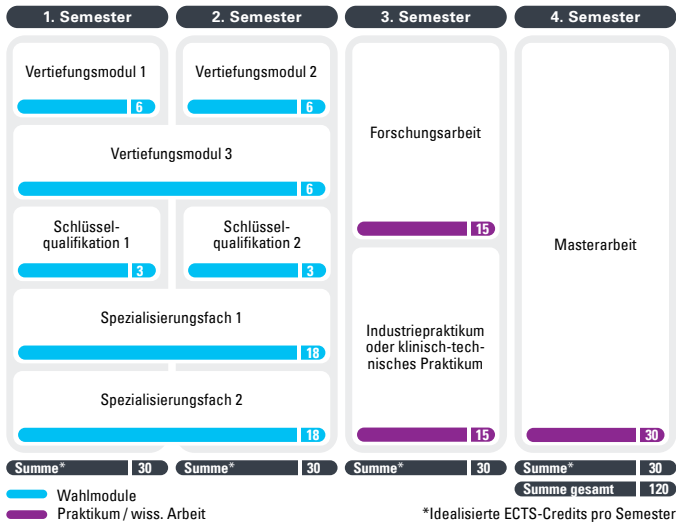 1. Semester
2. Semester
3. Semester
4. Semester
Vertiefungsmodul 1
6
Vertiefungsmodul 2
6
Vertiefungsmodul 3
6
Schlüssel-
qualifikation 1
3
Schlüssel-
qualifikation 2
3
Spezialisierungsfach 1
18
Spezialisierungsfach 2
18
Forschungsarbeit
15
Industriepraktikum
oder klinisch-tech-
nisches Praktikum
15
Masterarbeit
30
Summe* 30
Summe* 30
Summe* 30
Summe* 30
Summe gesamt 120
Wahlmodule
Praktikum / wiss. Arbeit
*Idealisierte ECTS-Credits pro Semester